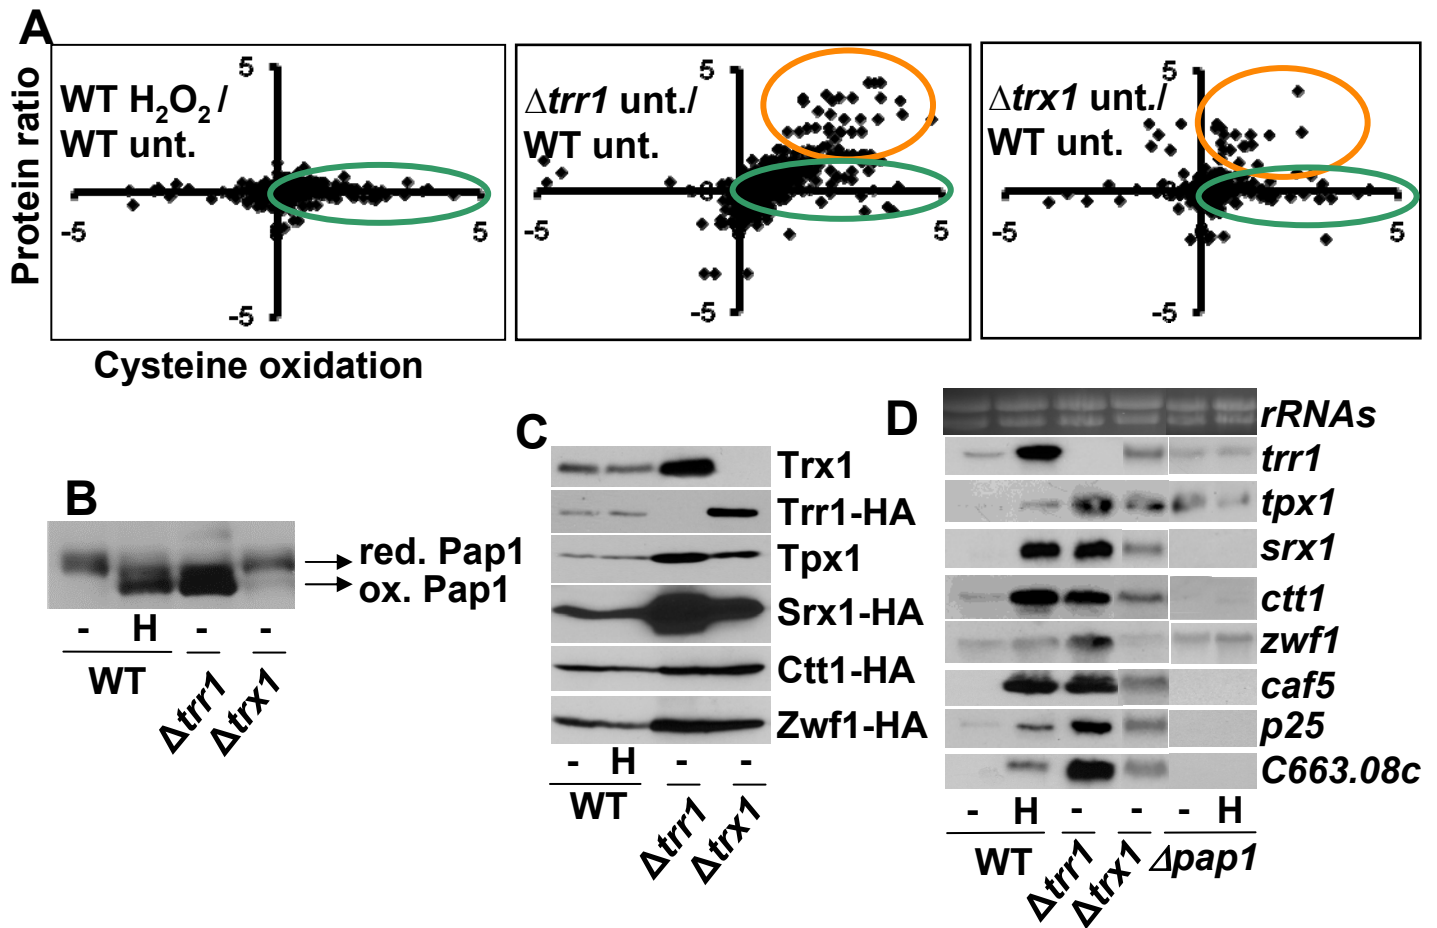 A
Protein ratio
WT H₂O₂ /
WT unt.
5
-5
5
-5
Δtrr1 unt./
WT unt.
5
-5
5
-5
Δtrx1 unt./
WT unt.
5
-5
5
-5
Cysteine oxidation
B
red. Pap1
ox. Pap1
- H - -
WT Δtrr1 Δtrx1
C
Trx1
Trr1-HA
Tpx1
Srx1-HA
Ctt1-HA
Zwf1-HA
- H - -
WT Δtrr1 Δtrx1
D
rRNAs
trr1
tpx1
srx1
ctt1
zwf1
caf5
p25
C663.08c
- H - - - H
WT Δtrr1 Δtrx1 Δpap1